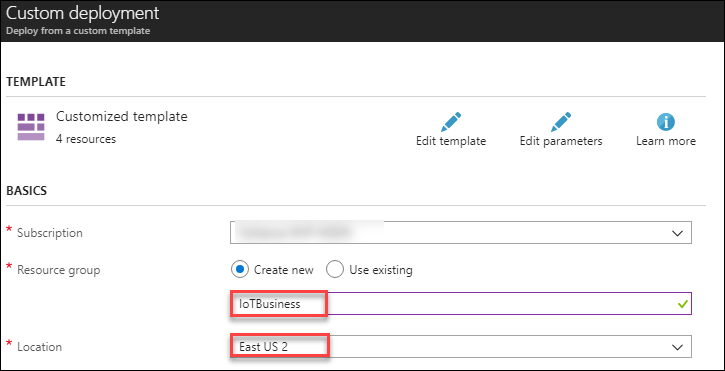 Custom deployment
Deploy from a custom template
TEMPLATE
Customized template
4 resources
Edit template
Edit parameters
Learn more
BASICS
* Subscription
* Resource group
Create new
Use existing
IoTBusiness
* Location
East US 2